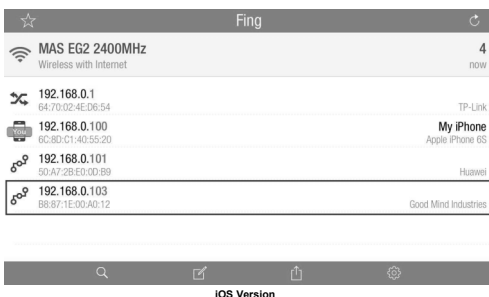 Fing
MAS EG2 2400MHz 4
Wireless with Internet now
192.168.0.1
64:70:02:4E:D6:54 TP-Link
You 192.168.0.100 My iPhone
6C:8D:C1:40:55:20 Apple iPhone 6S
192.168.0.101
50:A7:2B:E0:0D:B9 Huawei
192.168.0.103
B8:87:1E:00:A0:12 Good Mind Industries
iOS Version